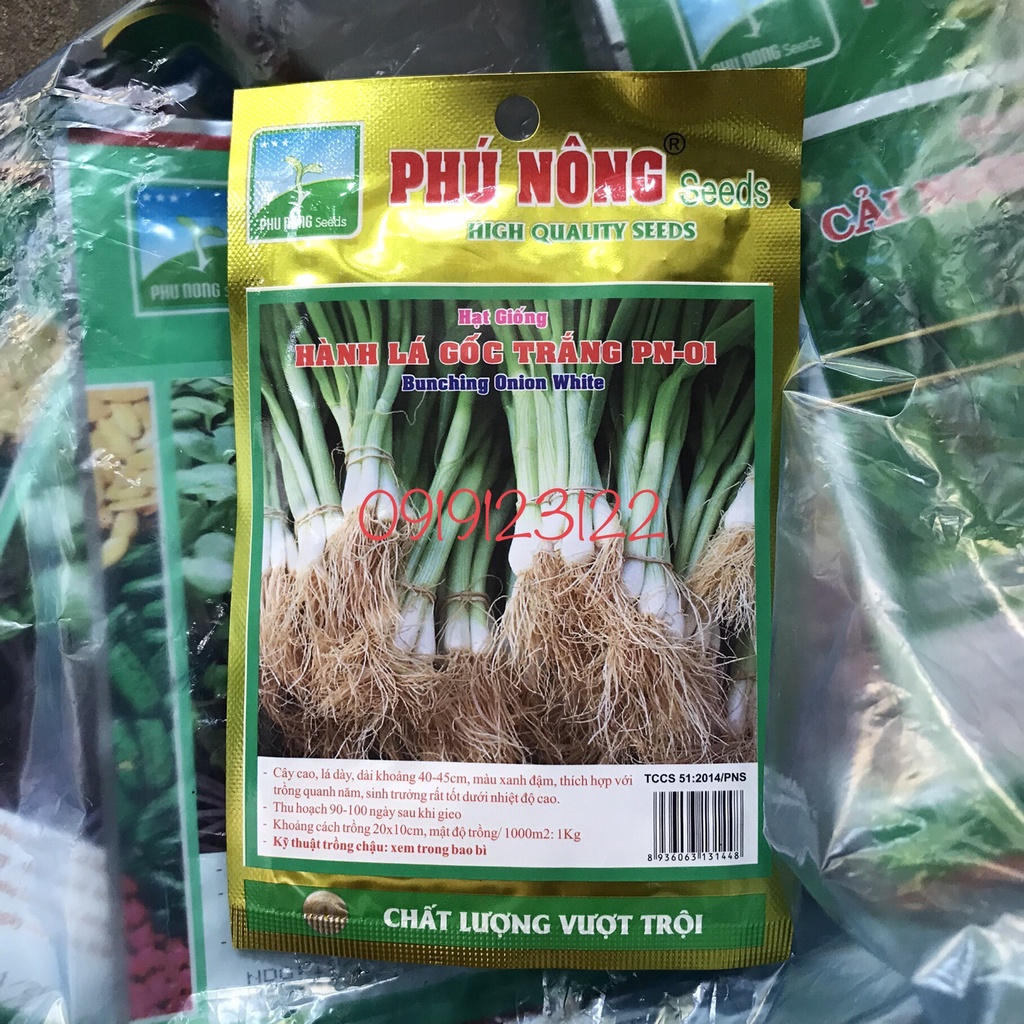 PHU NONG Seeds
PHÚ NÔNG® Seeds
HIGH QUALITY SEEDS
PHU NONG Seeds
PHU NONG
CẢI
Hạt Giống
HÀNH LÁ GỐC TRẮNG PN-01
Bunching Onion White
0919123122
- Cây cao, lá dày, dài khoảng 40-45cm, màu xanh đậm, thích hợp với
trồng quanh năm, sinh trưởng rất tốt dưới nhiệt độ cao.
- Thu hoạch 90-100 ngày sau khi gieo
- Khoảng cách trồng 20x10cm, mật độ trồng/ 1000m2: 1Kg
- Kỹ thuật trồng chậu: xem trong bao bì
TCCS 51:2014/PNS
8 936063 131448
CHẤT LƯỢNG VƯỢT TRỘI